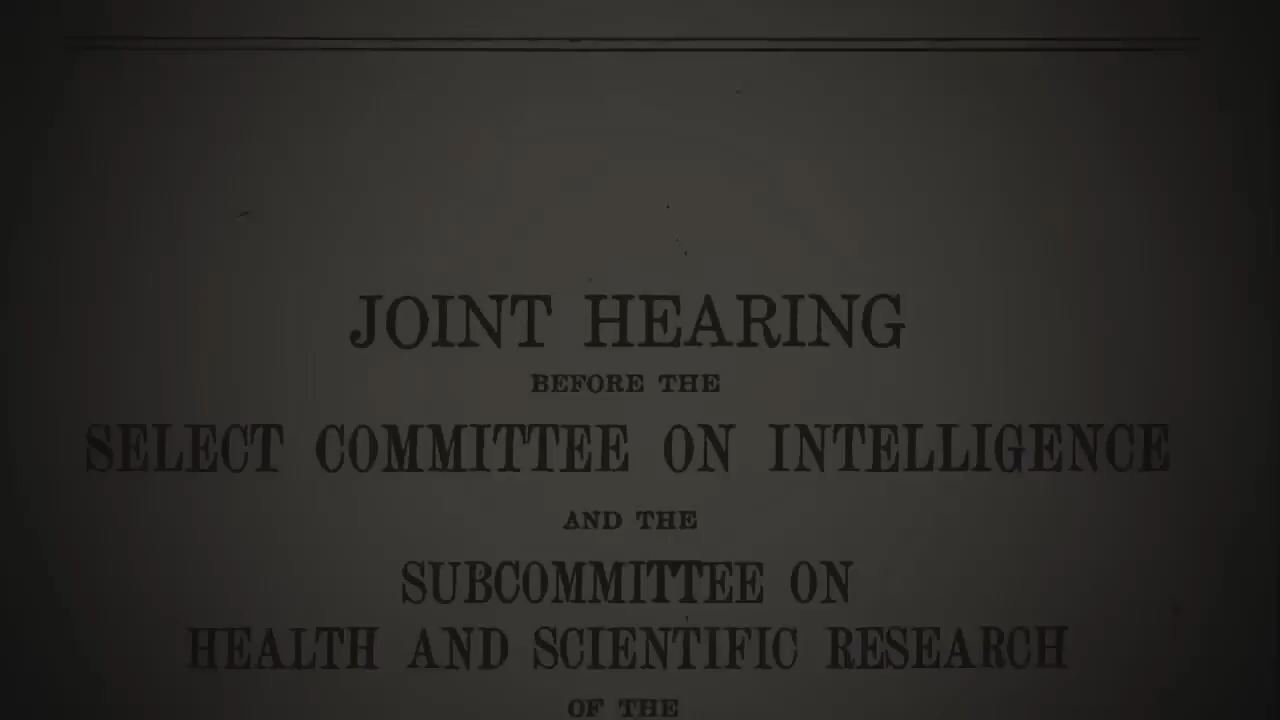 JOINT HEARING
BEFORE THE
SELECT COMMITTEE ON INTELLIGENCE
AND THE
SUBCOMMITTEE ON
HEALTH AND SCIENTIFIC RESEARCH
OF THE